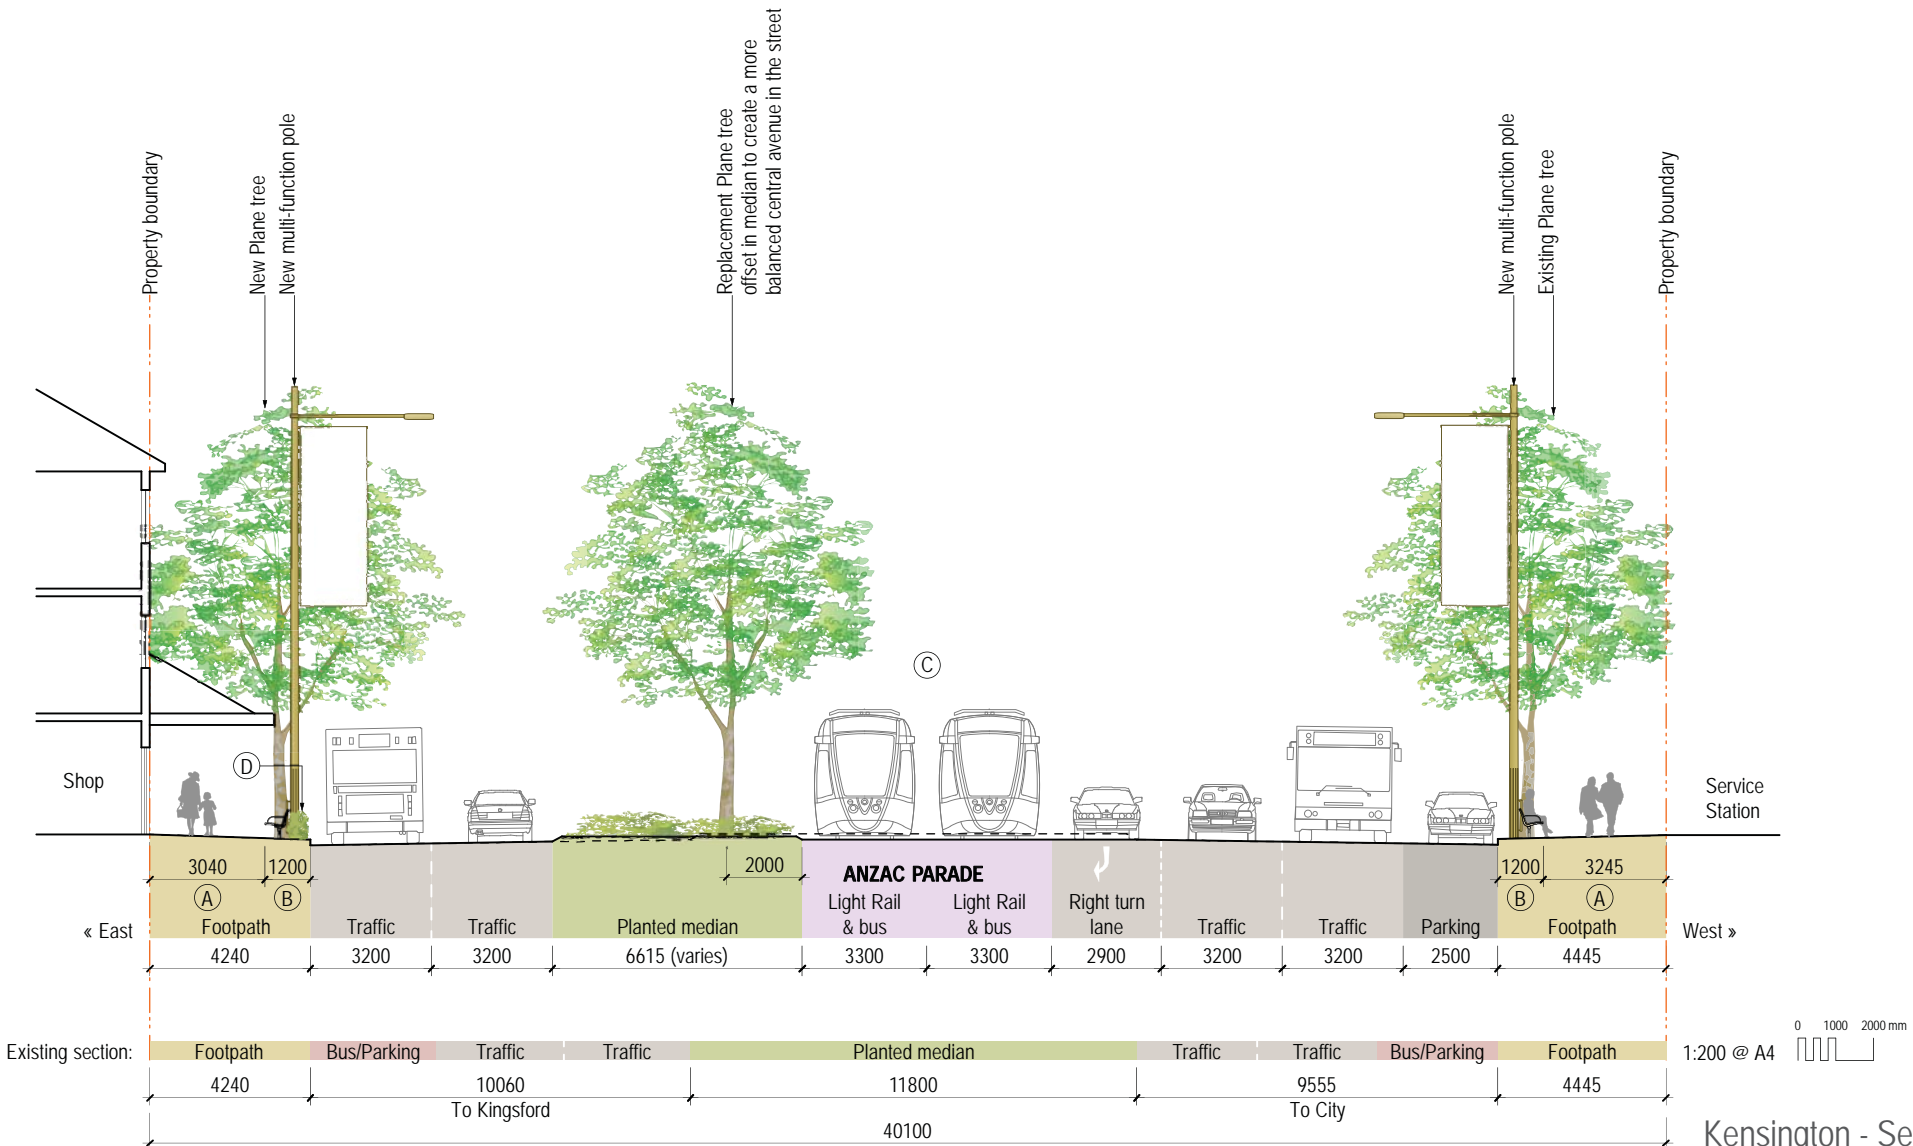 Property boundary
New Plane tree
New multi-function pole
Replacement Plane tree
offset in median to create a more
balanced central avenue in the street
New multi-function pole
Existing Plane tree
Property boundary
C
D
Shop
Service
Station
3040
1200
2000
1200
3245
A
B
B
A
ANZAC PARADE
Light Rail
& bus
Light Rail
& bus
Right turn
lane
« East
Footpath
Traffic
Traffic
Planted median
Traffic
Traffic
Parking
Footpath
West »
4240
3200
3200
6615 (varies)
3300
3300
2900
3200
3200
2500
4445
0 1000 2000 mm
Existing section:
Footpath
Bus/Parking
Traffic
Traffic
Planted median
Traffic
Traffic
Bus/Parking
Footpath
1:200 @ A4
4240
10060
11800
9555
4445
To Kingsford
To City
40100
Kensington - Se